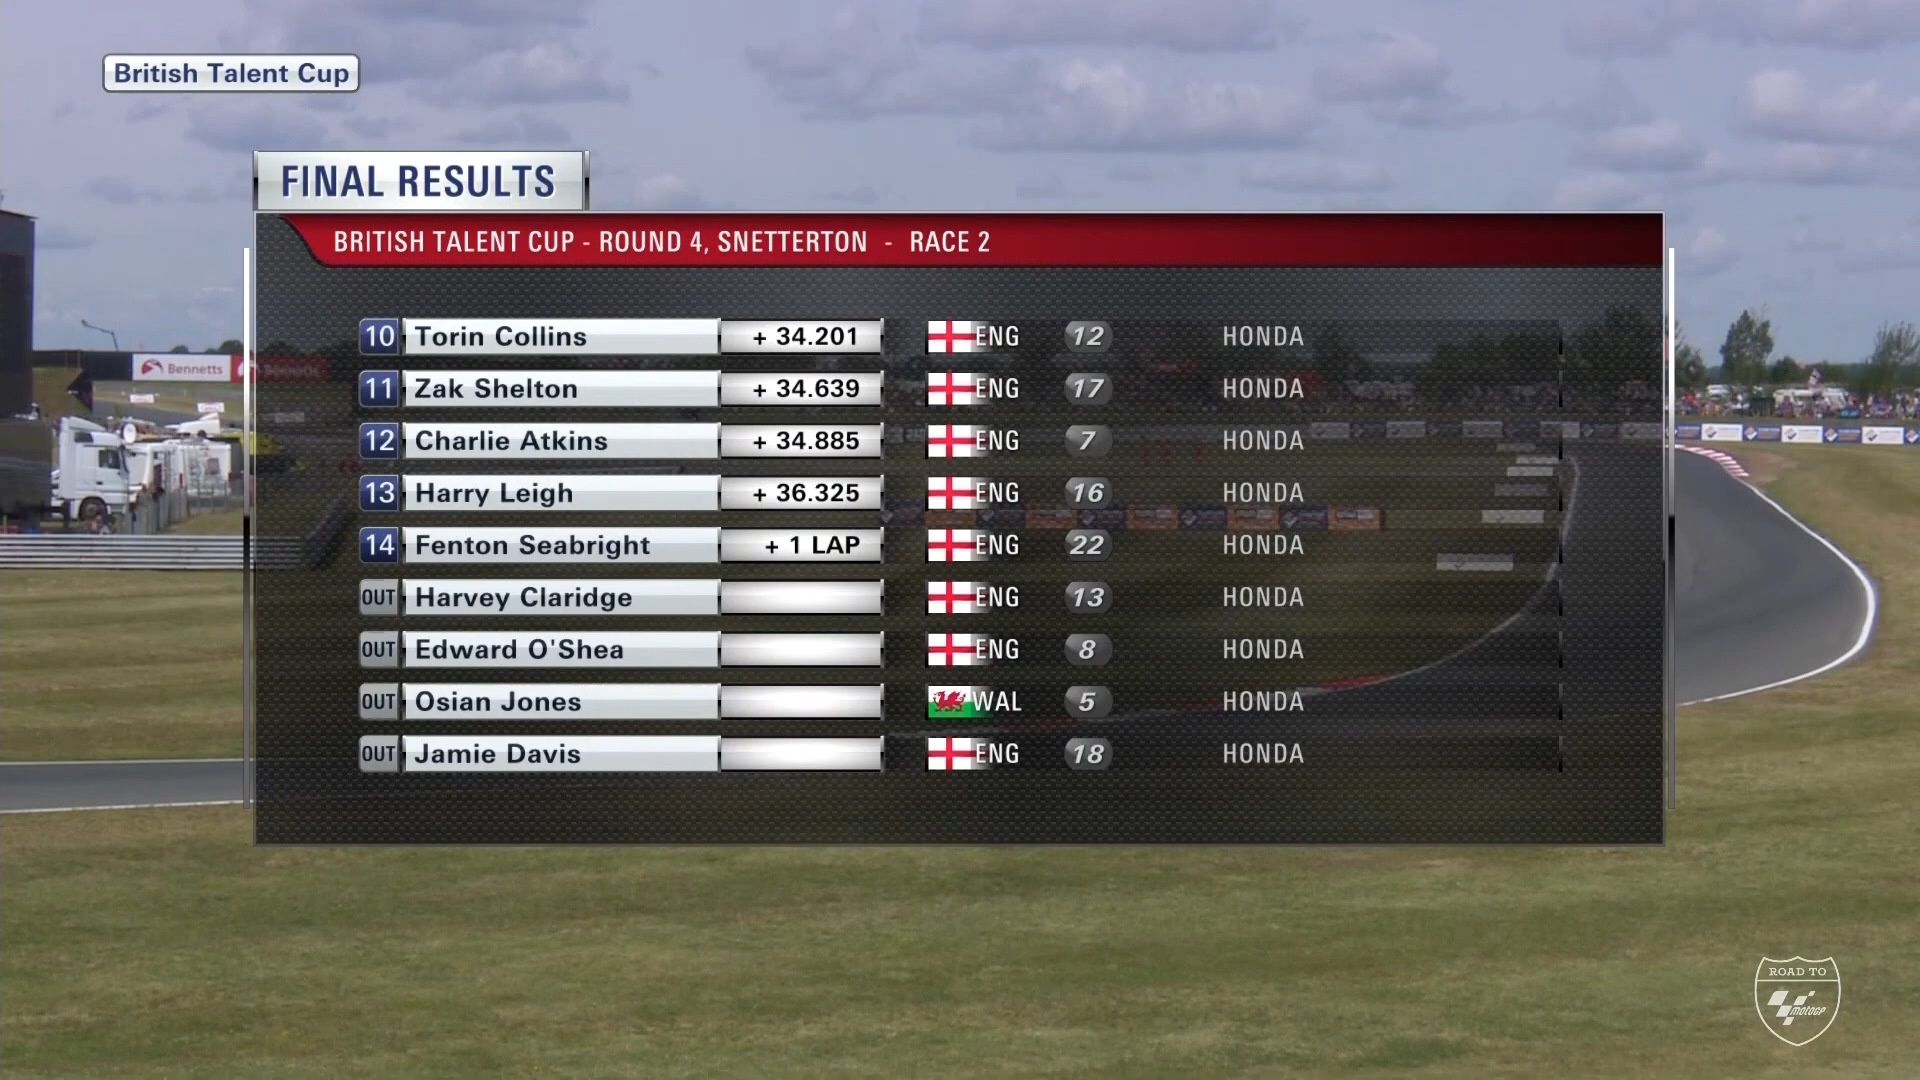 British Talent Cup
FINAL RESULTS
BRITISH TALENT CUP - ROUND 4, SNETTERTON - RACE 2
10 Torin Collins + 34.201 ENG 12 HONDA
11 Zak Shelton + 34.639 ENG 17 HONDA
12 Charlie Atkins + 34.885 ENG 7 HONDA
13 Harry Leigh + 36.325 ENG 16 HONDA
14 Fenton Seabright + 1 LAP ENG 22 HONDA
OUT Harvey Claridge ENG 13 HONDA
OUT Edward O'Shea ENG 8 HONDA
OUT Osian Jones WAL 5 HONDA
OUT Jamie Davis ENG 18 HONDA
Bennetts Bennetts
ROAD TO
MotoGP